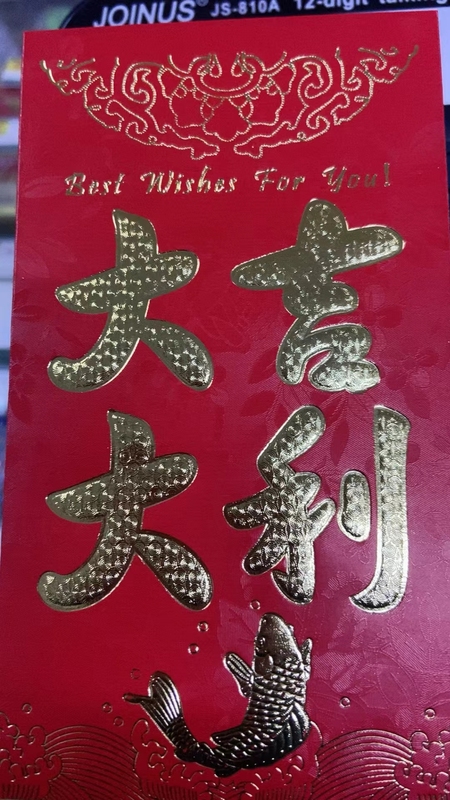 JOINUS JS-810A 12-digit
Best Wishes For You!
大吉
大利